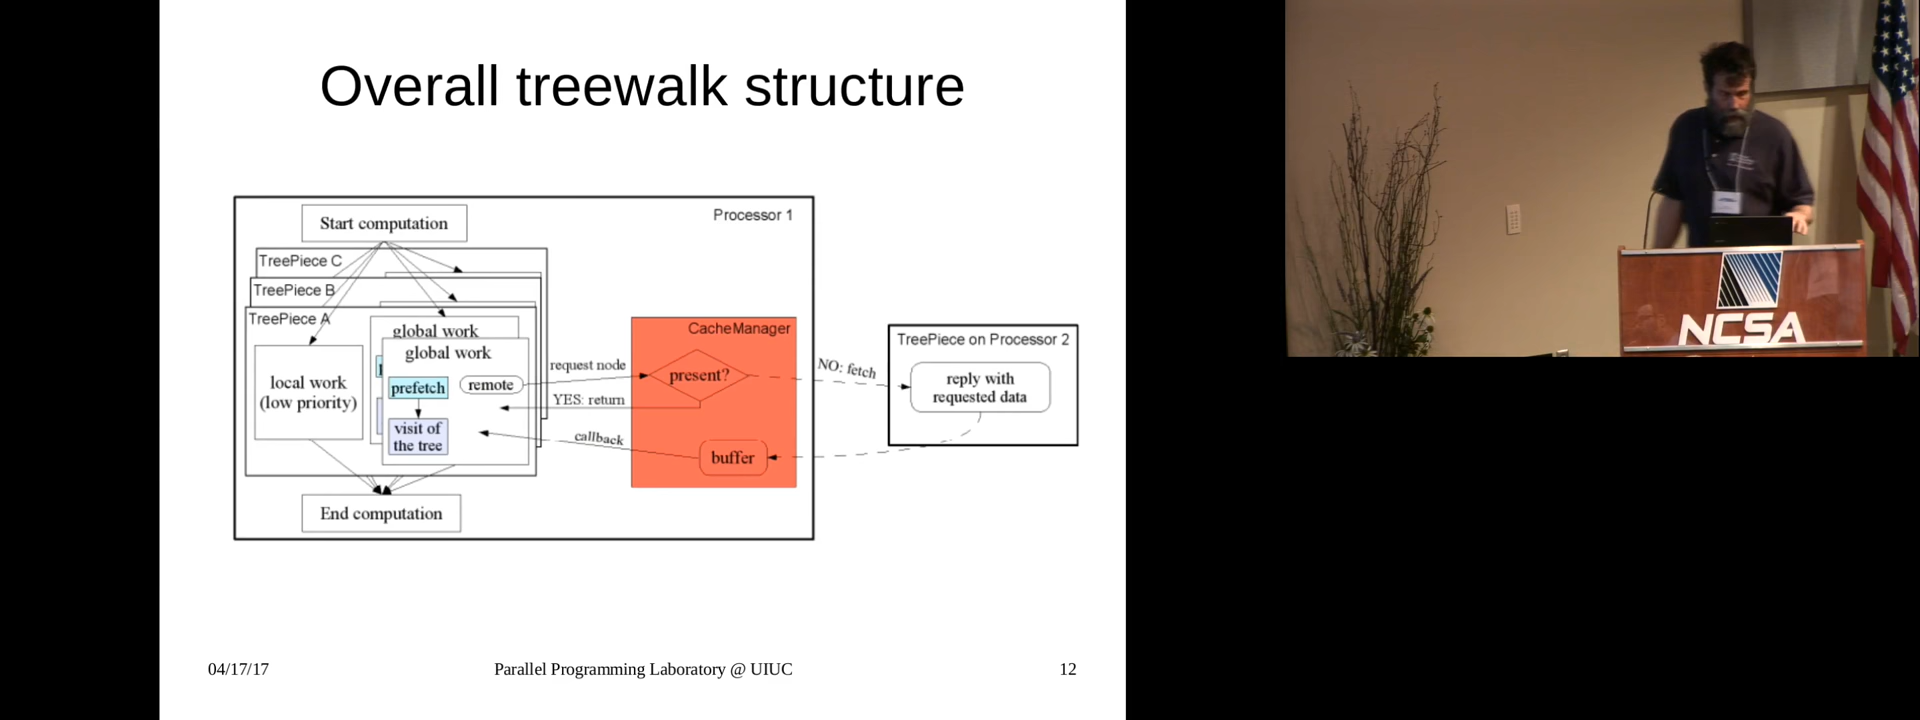 Overall treewalk structure
Processor 1
Start computation
TreePiece C
TreePiece B
TreePiece A
global work
global work
local work
(low priority)
prefetch
remote
visit of
the tree
End computation
request node
YES: return
callback
CacheManager
present?
buffer
NO: fetch
TreePiece on Processor 2
reply with
requested data
04/17/17
Parallel Programming Laboratory @ UIUC
12
NCSA